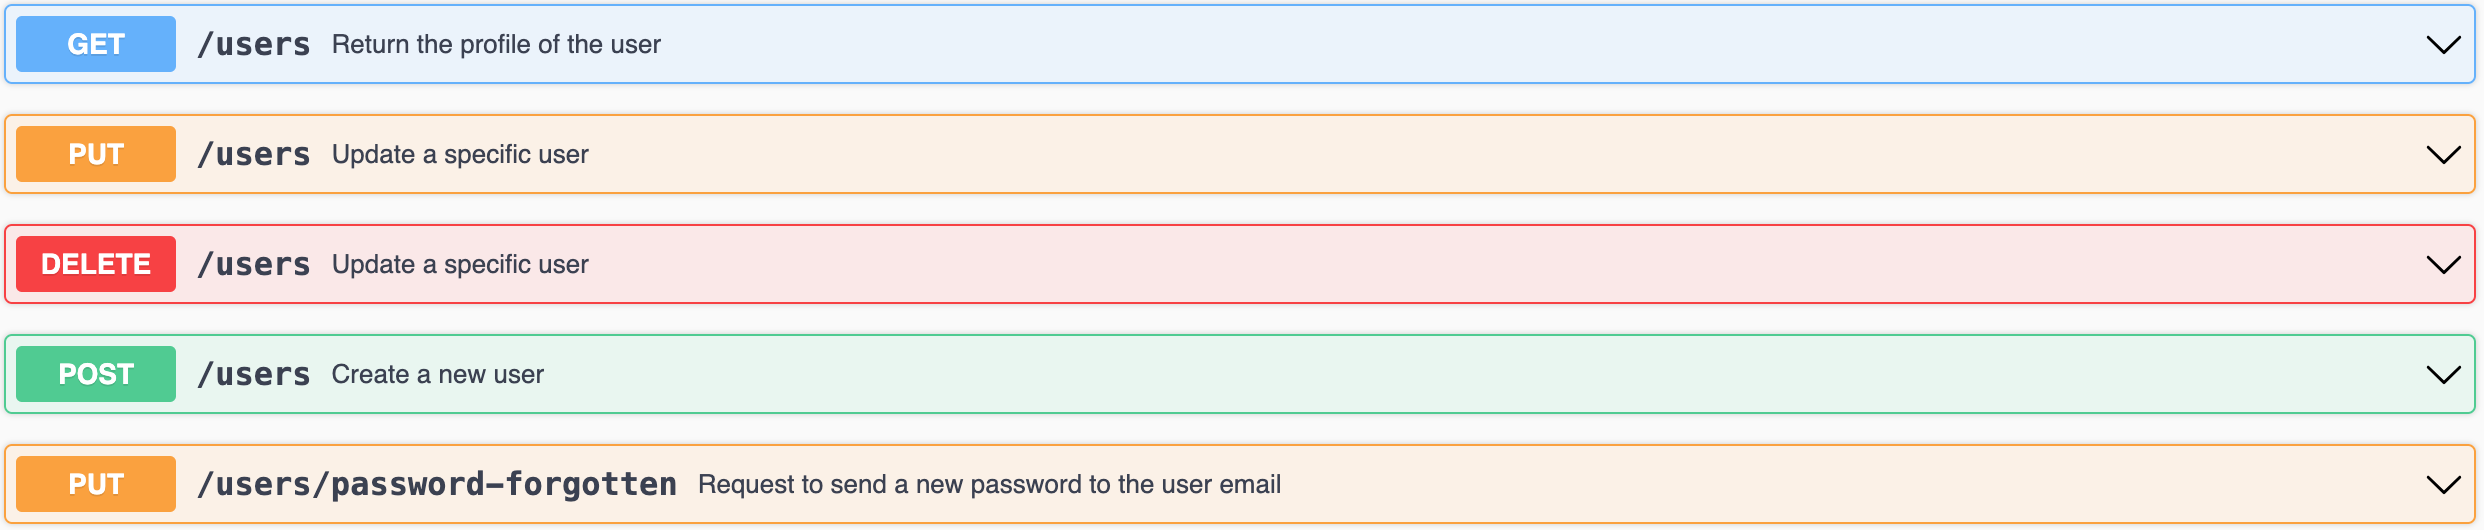 GET /users Return the profile of the user
PUT /users Update a specific user
DELETE /users Update a specific user
POST /users Create a new user
PUT /users/password-forgotten Request to send a new password to the user email